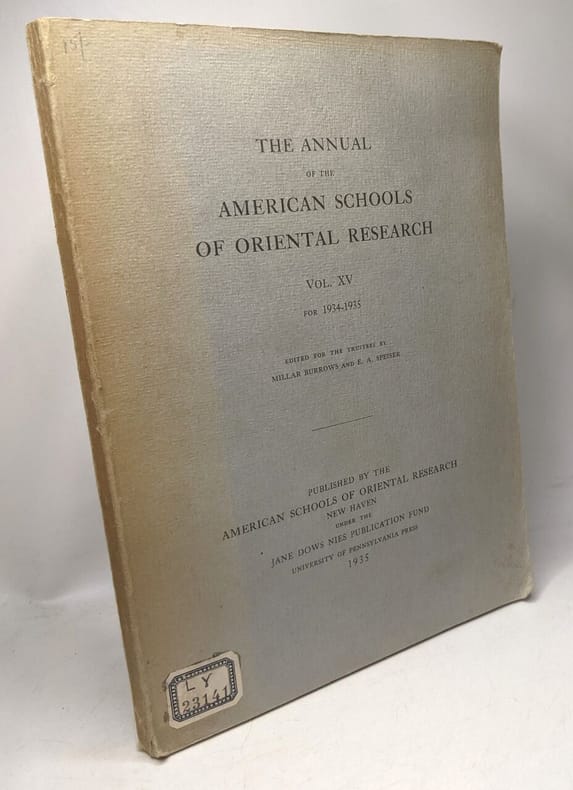 15/-
THE ANNUAL
OF THE
AMERICAN SCHOOLS
OF ORIENTAL RESEARCH
VOL. XV
FOR 1934-1935
EDITED FOR THE TRUSTEES BY
MILLAR BURROWS AND E. A. SPEISER
PUBLISHED BY THE
AMERICAN SCHOOLS OF ORIENTAL RESEARCH
NEW HAVEN
UNDER THE
JANE DOWS NIES PUBLICATION FUND
UNIVERSITY OF PENNSYLVANIA PRESS
1935
LY
23141